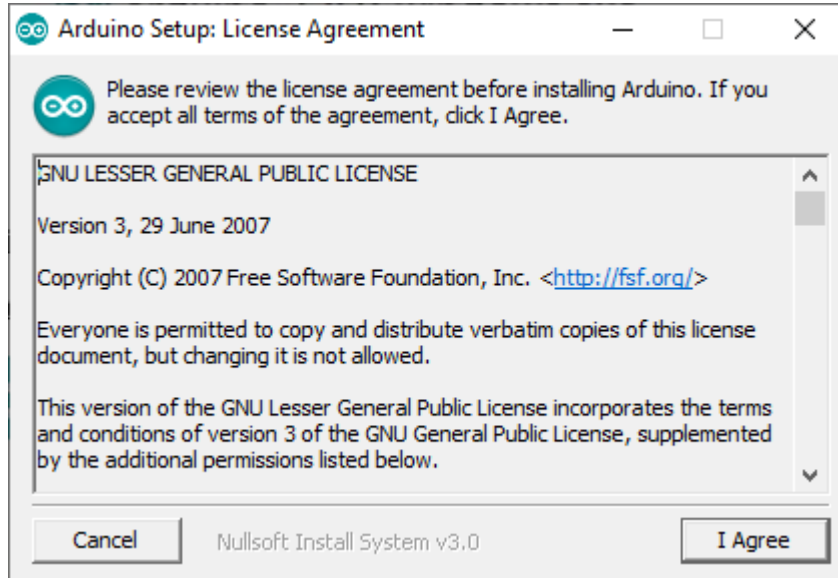 Arduino Setup: License Agreement
Please review the license agreement before installing Arduino. If you
accept all terms of the agreement, click I Agree.
GNU LESSER GENERAL PUBLIC LICENSE
Version 3, 29 June 2007
Copyright (C) 2007 Free Software Foundation, Inc. <http://fsf.org/>
Everyone is permitted to copy and distribute verbatim copies of this license
document, but changing it is not allowed.
This version of the GNU Lesser General Public License incorporates the terms
and conditions of version 3 of the GNU General Public License, supplemented
by the additional permissions listed below.
Cancel
Nullsoft Install System v3.0
I Agree